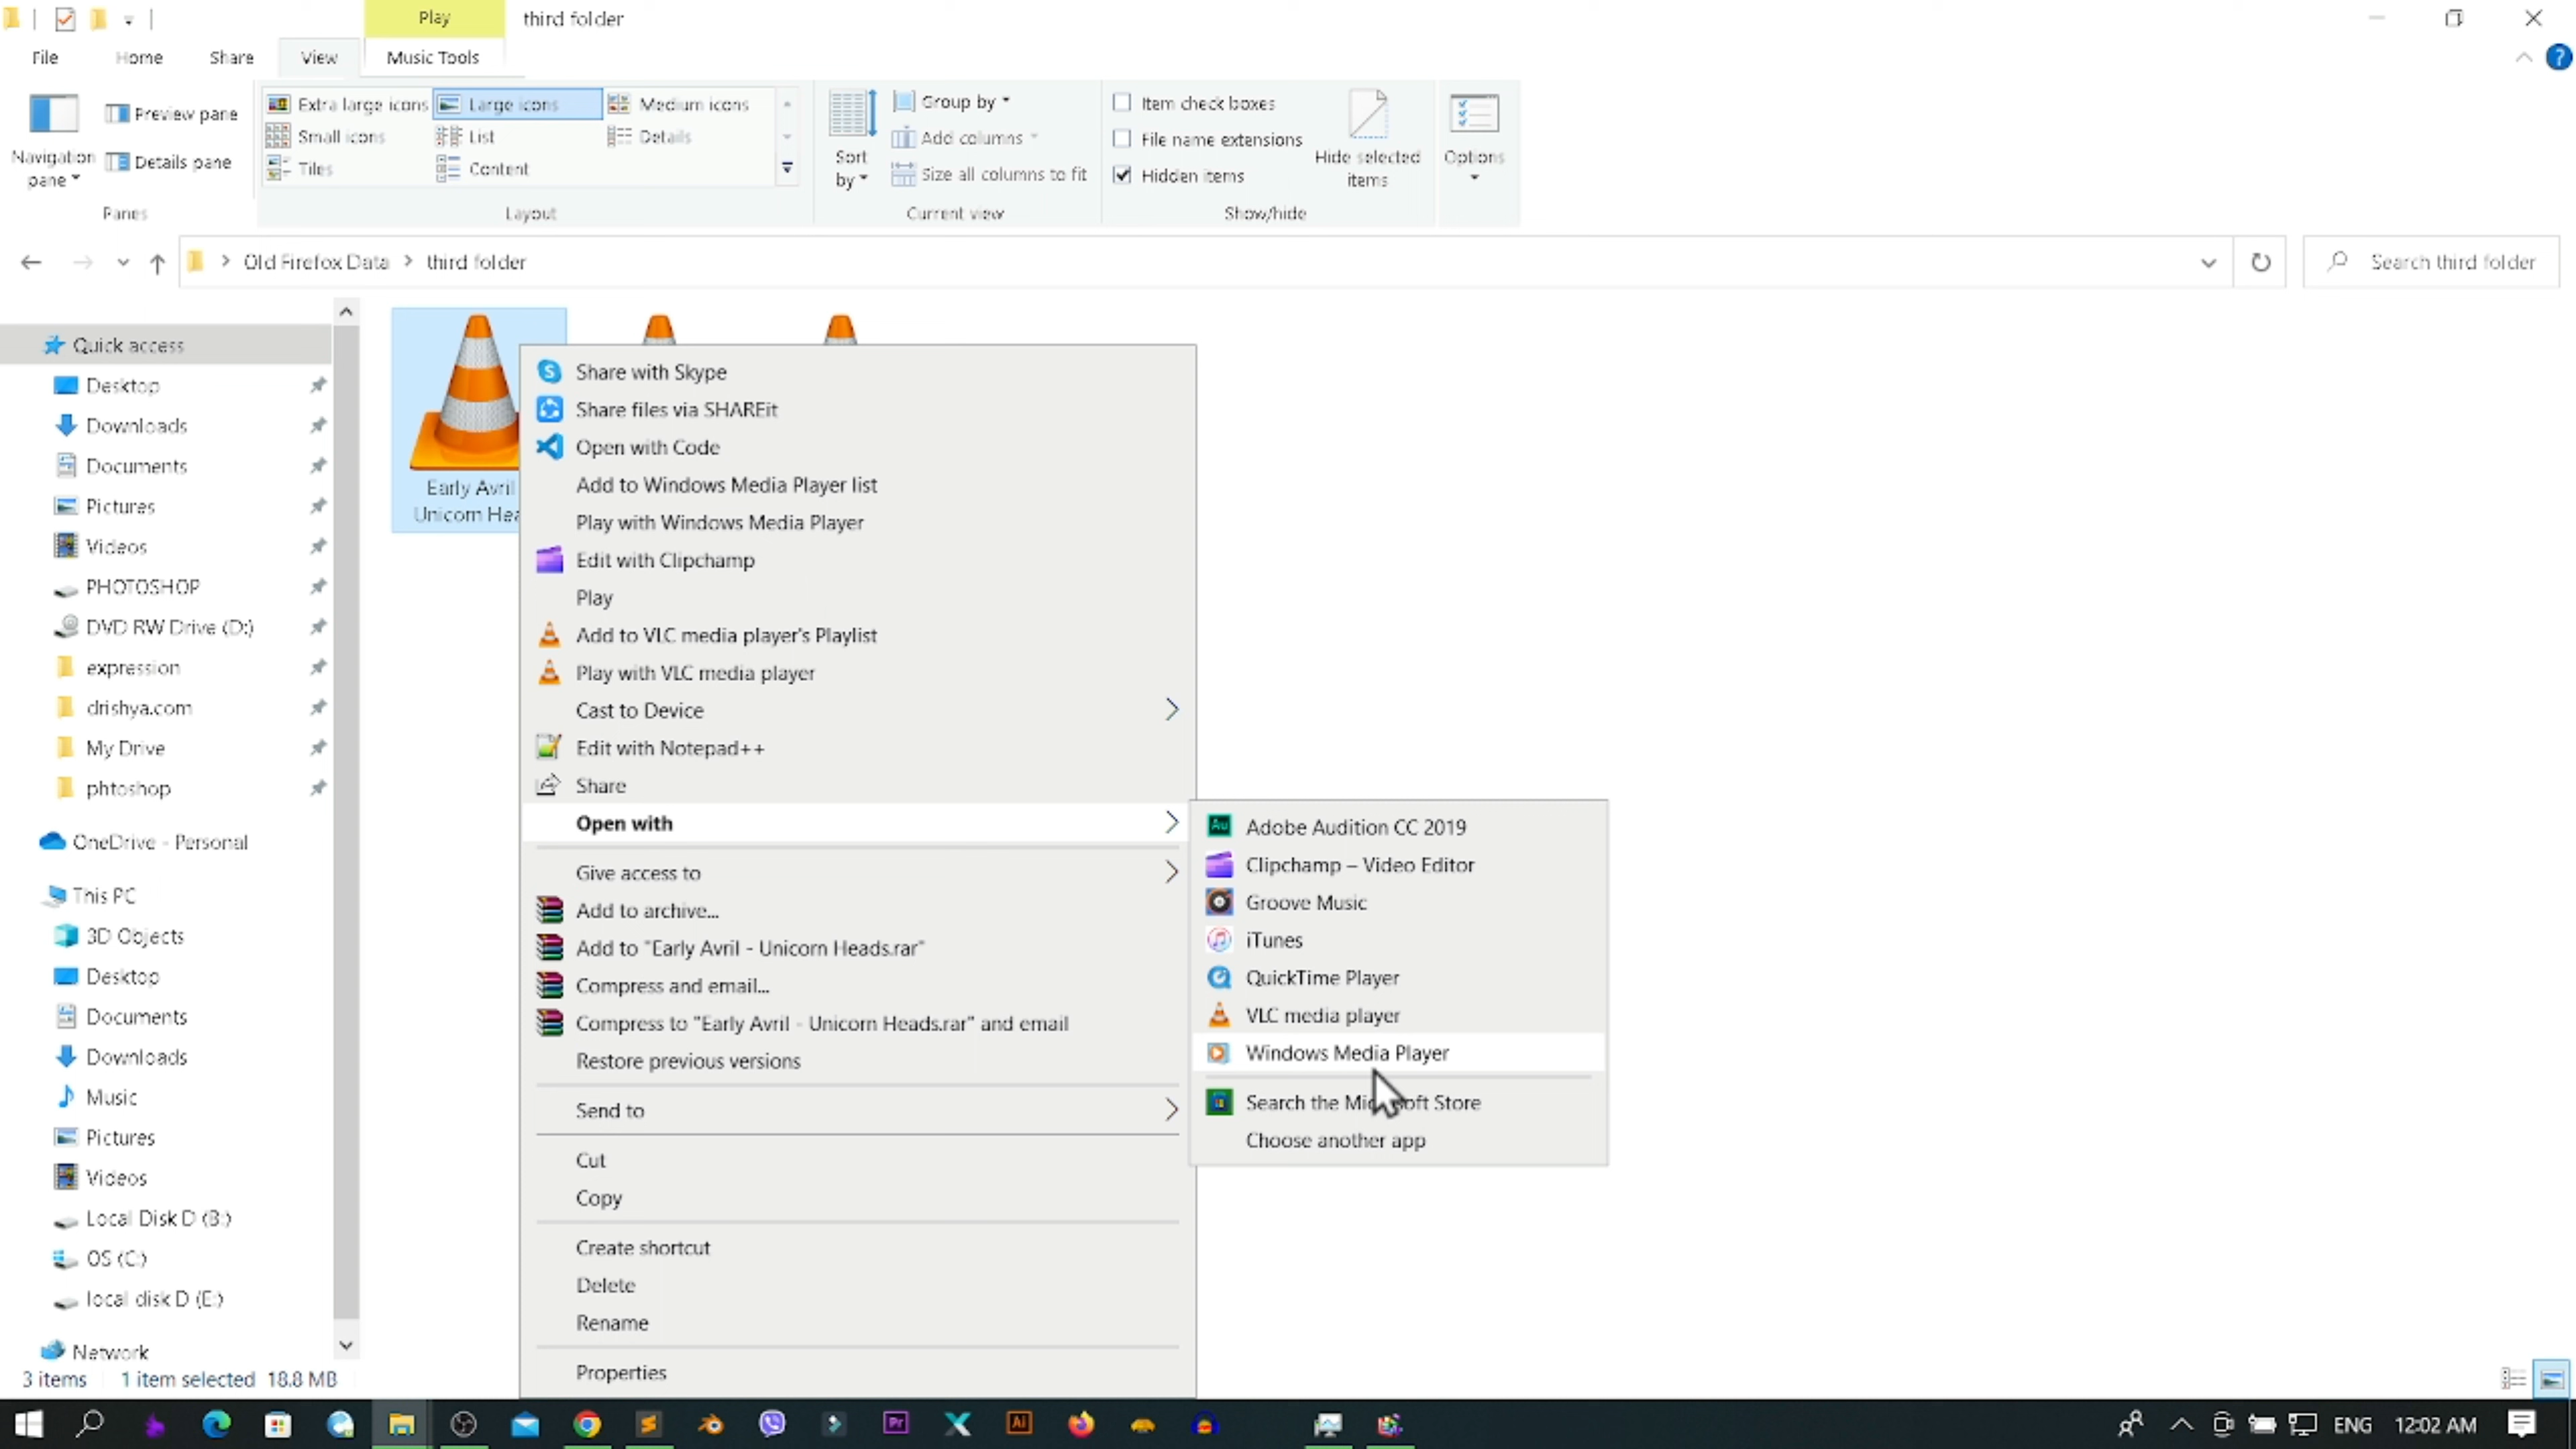 Play
third folder
File
Home
Share
View
Music Tools
Navigation
pane
Preview pane
Details pane
Panes
Extra large icons
Large icons
Medium icons
Small icons
List
Details
Tiles
Content
Layout
Sort
by
Group by
Add columns
Size all columns to fit
Current view
Item check boxes
File name extensions
Hidden items
Hide selected
items
Show/hide
Options
Old Firefox Data
third folder
Search third folder
Quick access
Desktop
Downloads
Documents
Pictures
Videos
PHOTOSHOP
DVD RW Drive (D:)
expression
drishya.com
My Drive
phtoshop
OneDrive - Personal
This PC
3D Objects
Desktop
Documents
Downloads
Music
Pictures
Videos
Local Disk D (B:)
OS (C:)
local disk D (E:)
Network
Early Avril
Unicorn Hea
Share with Skype
Share files via SHAREit
Open with Code
Add to Windows Media Player list
Play with Windows Media Player
Edit with Clipchamp
Play
Add to VLC media player's Playlist
Play with VLC media player
Cast to Device
Edit with Notepad++
Share
Open with
Give access to
Add to archive...
Add to "Early Avril - Unicorn Heads.rar"
Compress and email...
Compress to "Early Avril - Unicorn Heads.rar" and email
Restore previous versions
Send to
Cut
Copy
Create shortcut
Delete
Rename
Properties
Adobe Audition CC 2019
Clipchamp – Video Editor
Groove Music
iTunes
QuickTime Player
VLC media player
Windows Media Player
Search the Microsoft Store
Choose another app
3 items
1 item selected 18.8 MB
Pr
Ai
ENG
12:02 AM